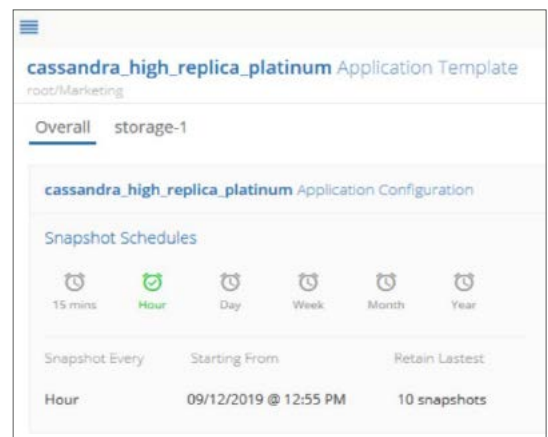 cassandra_high_replica_platinum Application Template
root/Marketing
Overall storage-1
cassandra_high_replica_platinum Application Configuration
Snapshot Schedules
15 mins Hour Day Week Month Year
Snapshot Every Starting From Retain Lastest
Hour 09/12/2019 @ 12:55 PM 10 snapshots